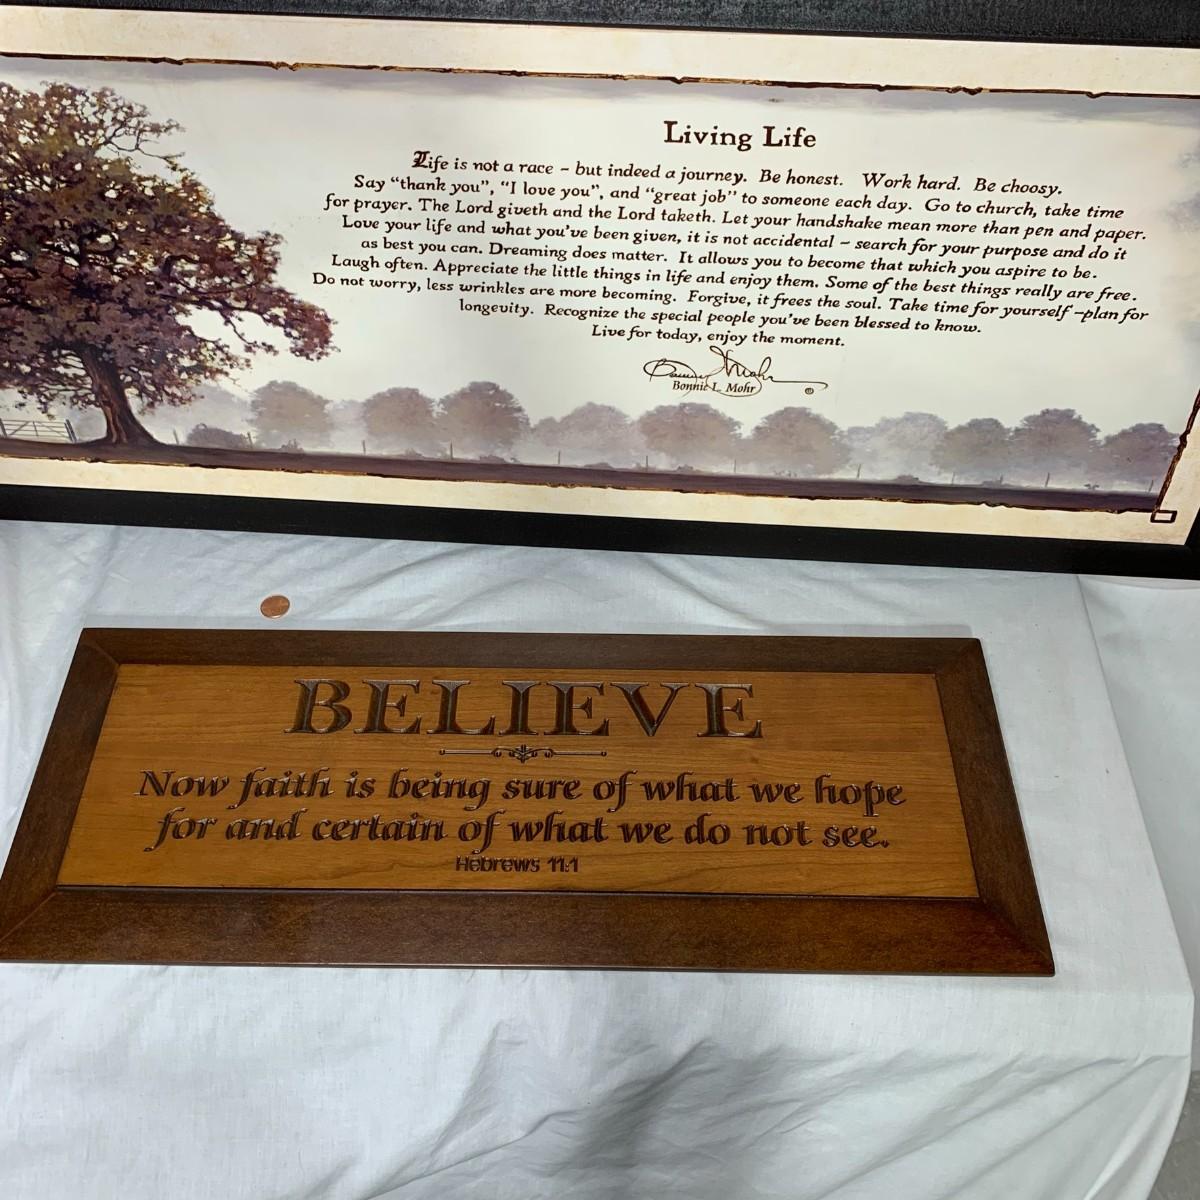 Living Life
Life is not a race - but indeed a journey. Be honest. Work hard. Be choosy.
Say "thank you", "I love you", and "great job" to someone each day. Go to church, take time
for prayer. The Lord giveth and the Lord taketh. Let your handshake mean more than pen and paper.
Love your life and what you've been given, it is not accidental ~ search for your purpose and do it
as best you can. Dreaming does matter. It allows you to become that which you aspire to be.
Laugh often. Appreciate the little things in life and enjoy them. Some of the best things really are free.
Do not worry, less wrinkles are more becoming. Forgive, it frees the soul. Take time for yourself ~plan for
longevity. Recognize the special people you've been blessed to know.
Live for today, enjoy the moment.
Bonnie L. Mohr
Bonnie L. Mohr ®
BELIEVE
Now faith is being sure of what we hope
for and certain of what we do not see.
Hebrews 11:1